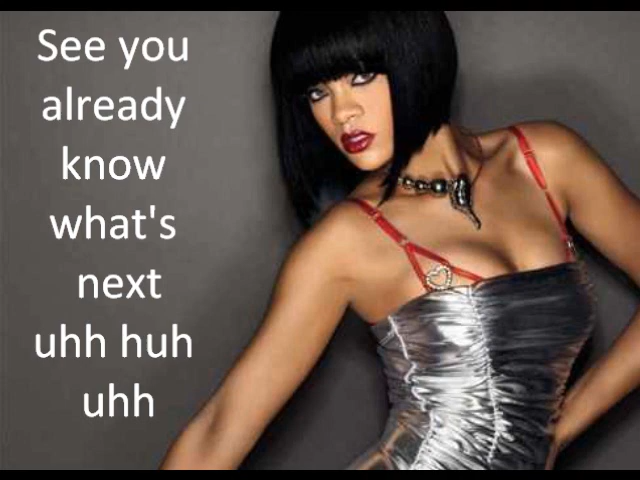 See you
already
know
what's
next
uhh huh
uhh